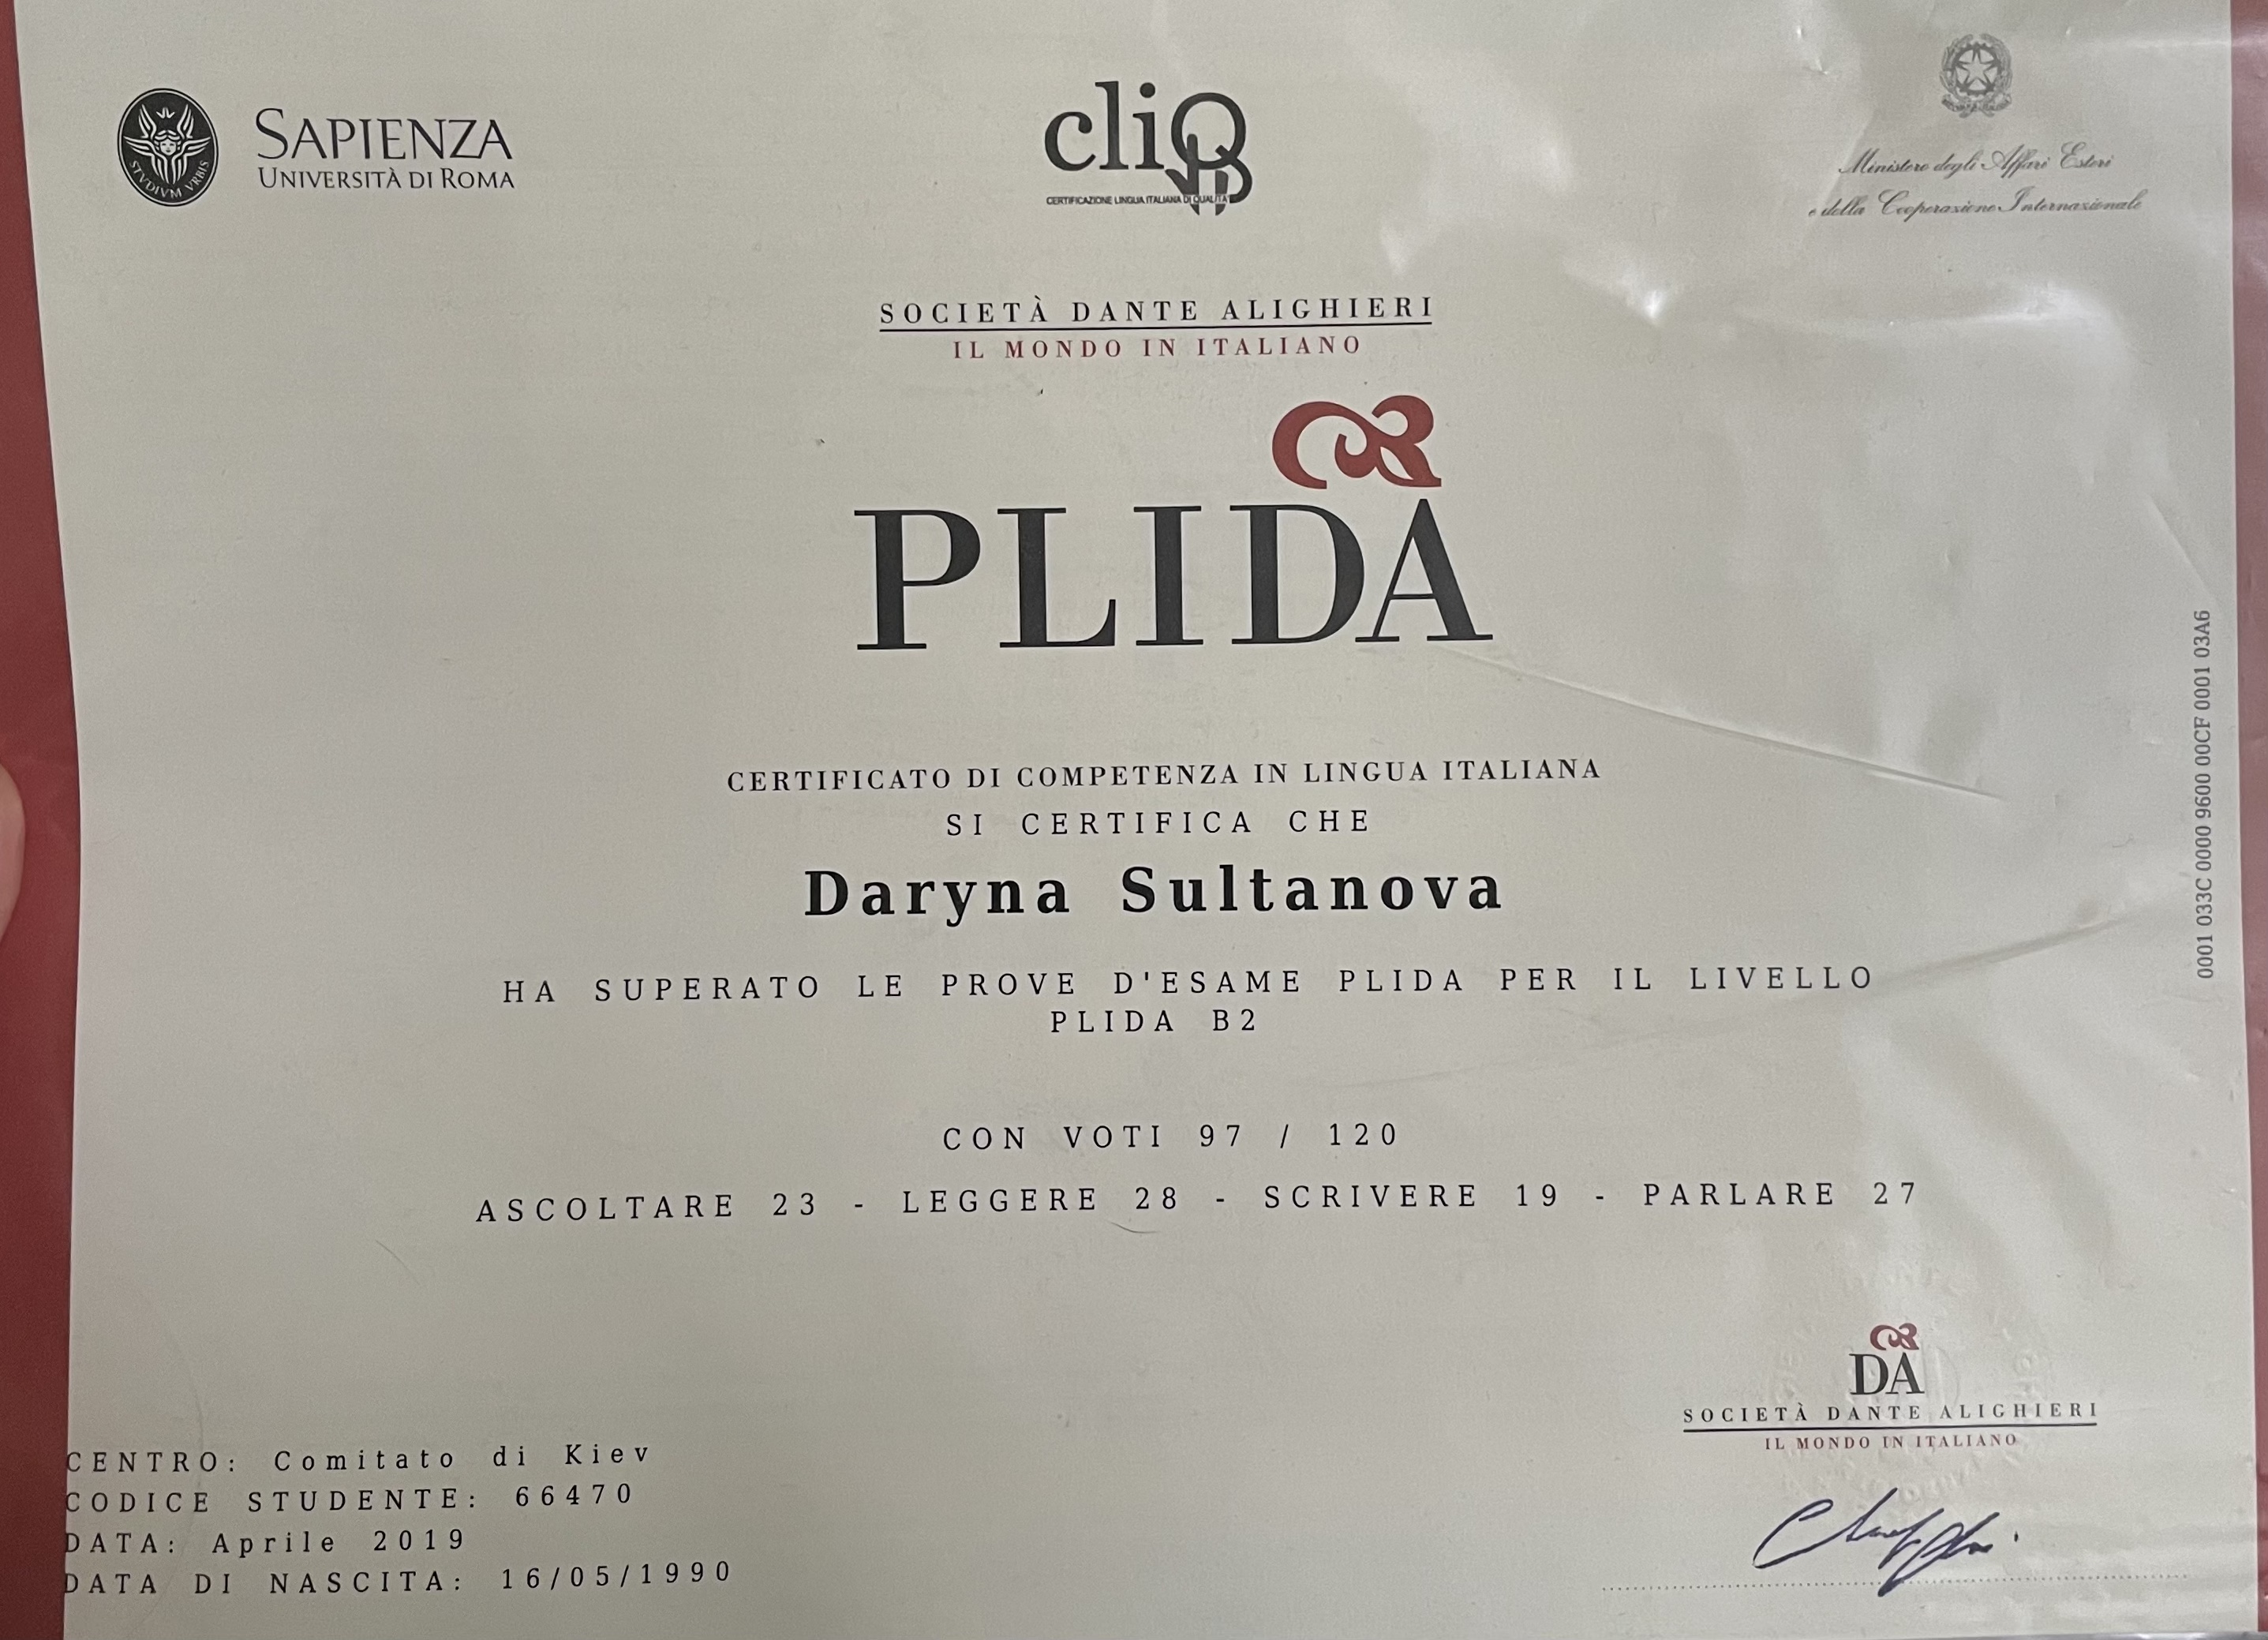 SAPIENZA
UNIVERSITÀ DI ROMA
STVDIVM VRBIS
cliQ
CERTIFICAZIONE LINGUA ITALIANA DI QUALITÀ
Ministero degli Affari Esteri
e della Cooperazione Internazionale
SOCIETÀ DANTE ALIGHIERI
IL MONDO IN ITALIANO
PLIDA
CERTIFICATO DI COMPETENZA IN LINGUA ITALIANA
SI CERTIFICA CHE
Daryna Sultanova
HA SUPERATO LE PROVE D'ESAME PLIDA PER IL LIVELLO
PLIDA B2
CON VOTI 97 / 120
ASCOLTARE 23 - LEGGERE 28 - SCRIVERE 19 - PARLARE 27
0001 033C 0000 9600 00CF 0001 03A6
CENTRO: Comitato di Kiev
CODICE STUDENTE: 66470
DATA: Aprile 2019
DATA DI NASCITA: 16/05/1990
DA
SOCIETÀ DANTE ALIGHIERI
IL MONDO IN ITALIANO